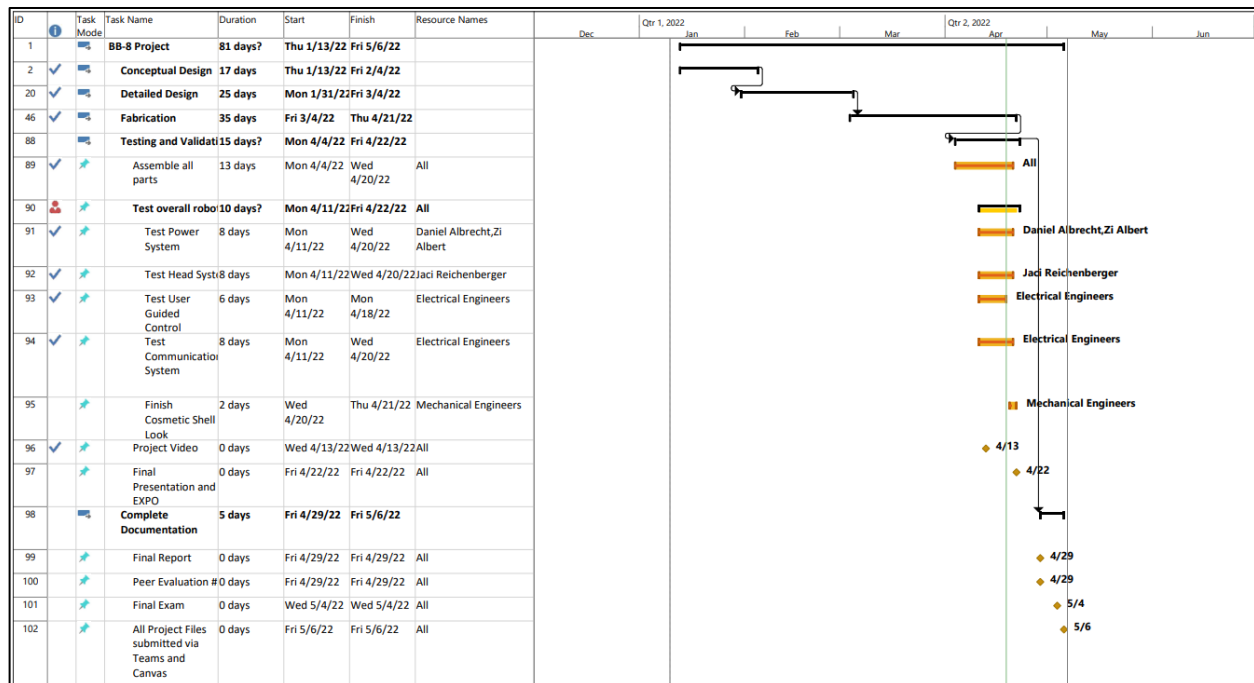 ID Task Mode Task Name Duration Start Finish Resource Names
Qtr 1, 2022 Qtr 2, 2022
Dec Jan Feb Mar Apr May Jun
1 BB-8 Project 81 days? Thu 1/13/22 Fri 5/6/22
2 Conceptual Design 17 days Thu 1/13/22 Fri 2/4/22
20 Detailed Design 25 days Mon 1/31/22 Fri 3/4/22
46 Fabrication 35 days Fri 3/4/22 Thu 4/21/22
88 Testing and Validati 15 days? Mon 4/4/22 Fri 4/22/22
89 Assemble all 13 days Mon 4/4/22 Wed All All
parts 4/20/22
90 Test overall robo 10 days? Mon 4/11/22 Fri 4/22/22 All
91 Test Power 8 days Mon Wed Daniel Albrecht,Zi Daniel Albrecht,Zi Albert
System 4/11/22 4/20/22 Albert
92 Test Head Syst 8 days Mon 4/11/22 Wed 4/20/22 Jaci Reichenberger Jaci Reichenberger
93 Test User 6 days Mon Mon Electrical Engineers Electrical Engineers
Guided 4/11/22 4/18/22
Control
94 Test 8 days Mon Wed Electrical Engineers Electrical Engineers
Communication 4/11/22 4/20/22
System
95 Finish 2 days Wed Thu 4/21/22 Mechanical Engineers Mechanical Engineers
Cosmetic Shell 4/20/22
Look
96 Project Video 0 days Wed 4/13/22 Wed 4/13/22 All 4/13
97 Final 0 days Fri 4/22/22 Fri 4/22/22 All 4/22
Presentation and
EXPO
98 Complete 5 days Fri 4/29/22 Fri 5/6/22
Documentation
99 Final Report 0 days Fri 4/29/22 Fri 4/29/22 All 4/29
100 Peer Evaluation # 0 days Fri 4/29/22 Fri 4/29/22 All 4/29
101 Final Exam 0 days Wed 5/4/22 Wed 5/4/22 All 5/4
102 All Project Files 0 days Fri 5/6/22 Fri 5/6/22 All 5/6
submitted via
Teams and
Canvas